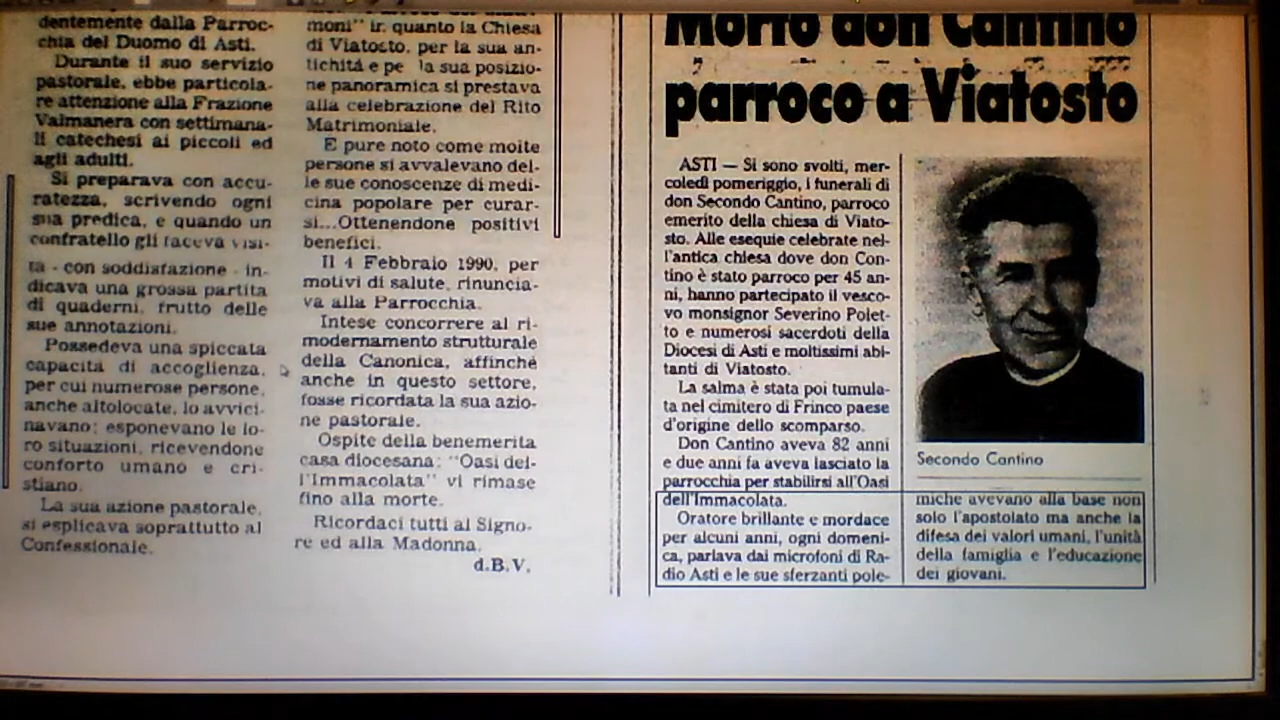 dentemente dalla Parroc-
chia del Duomo di Asti.
Durante il suo servizio
pastorale, ebbe particola-
re attenzione alla Frazione
Valmanera con settimana-
li catechesi ai piccoli ed
agli adulti.
Si preparava con accu-
ratezza, scrivendo ogni
sua predica, e quando un
confratello gli faceva visi-
ta - con soddisfazione - in-
dicava una grossa partita
di quaderni, frutto delle
sue annotazioni.
Possedeva una spiccata
capacità di accoglienza,
per cui numerose persone,
anche altolocate, lo avvici-
navano; esponevano le lo-
ro situazioni, ricevendone
conforto umano e cri-
stiano.
La sua azione pastorale,
si esplicava soprattutto al
Confessionale.
moni" in quanto la Chiesa
di Viatosto, per la sua an-
tichità e pe la sua posizio-
ne panoramica si prestava
alla celebrazione del Rito
Matrimoniale.
E pure noto come molte
persone si avvalevano del-
le sue conoscenze di medi-
cina popolare per curar-
si...Ottenendone positivi
benefici.
Il 4 Febbraio 1990, per
motivi di salute, rinuncia-
va alla Parrocchia.
Intese concorrere al ri-
modernamento strutturale
della Canonica, affinché
anche in questo settore,
fosse ricordata la sua azio-
ne pastorale.
Ospite della benemerita
casa diocesana: "Oasi del-
l'Immacolata" vi rimase
fino alla morte.
Ricordaci tutti al Signo-
re ed alla Madonna.
d.B.V.
Morto don Cantino
parroco a Viatosto
ASTI — Si sono svolti, mer-
coledì pomeriggio, i funerali di
don Secondo Cantino, parroco
emerito della chiesa di Viato-
sto. Alle esequie celebrate nel-
l'antica chiesa dove don Con-
tino è stato parroco per 45 an-
ni, hanno partecipato il vesco-
vo monsignor Severino Polet-
to e numerosi sacerdoti della
Diocesi di Asti e moltissimi abi-
tanti di Viatosto.
La salma è stata poi tumula-
ta nel cimitero di Frinco paese
d'origine dello scomparso.
Don Cantino aveva 82 anni
e due anni fa aveva lasciato la
parrocchia per stabilirsi all'Oasi
dell'Immacolata.
Oratore brillante e mordace
per alcuni anni, ogni domeni-
ca, parlava dai microfoni di Ra-
dio Asti e le sue sferzanti pole-
Secondo Cantino
miche avevano alla base non
solo l'apostolato ma anche la
difesa dei valori umani, l'unità
della famiglia e l'educazione
dei giovani.